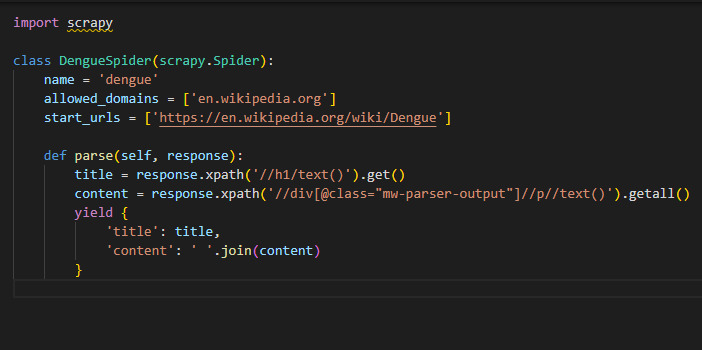 import scrapy
class DengueSpider(scrapy.Spider):
    name = 'dengue'
    allowed_domains = ['en.wikipedia.org']
    start_urls = ['https://en.wikipedia.org/wiki/Dengue']
    def parse(self, response):
        title = response.xpath('//h1/text()').get()
        content = response.xpath('//div[@class="mw-parser-output"]//p//text()').getall()
        yield {
            'title': title,
            'content': ' '.join(content)
        }